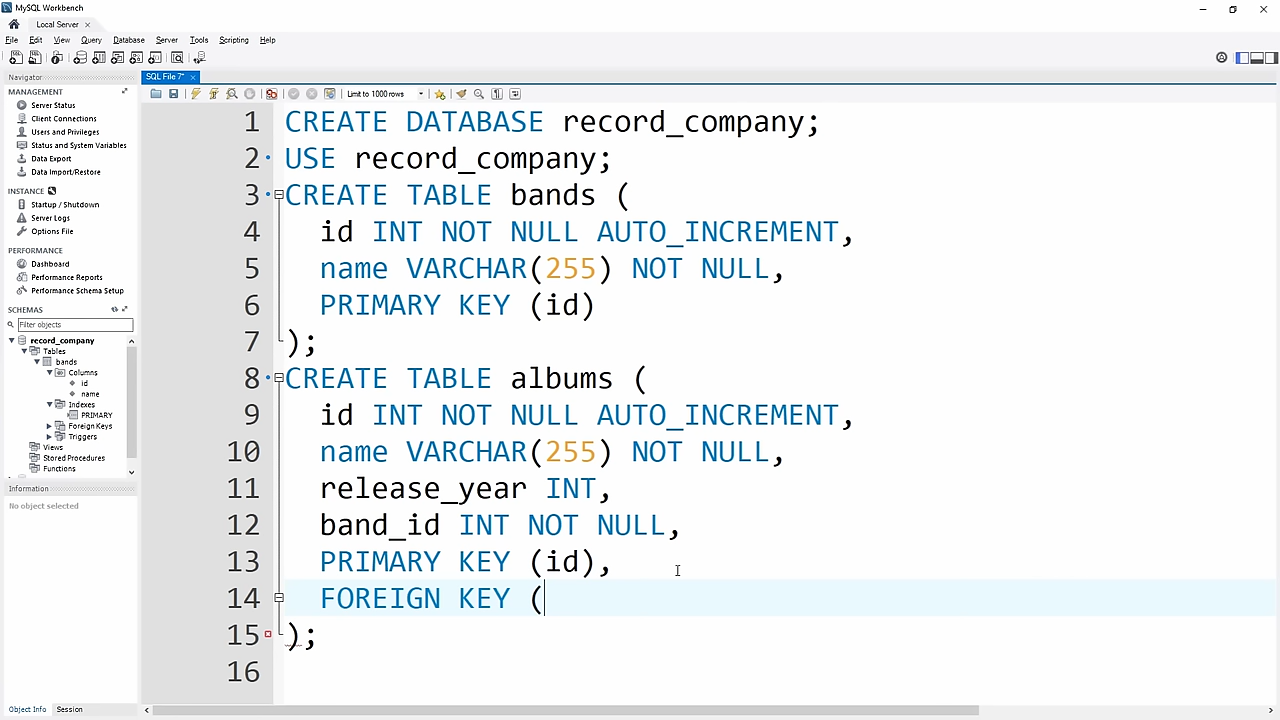 MySQL Workbench
Local Server
File Edit View Query Database Server Tools Scripting Help
Navigator
SQL File 7*
MANAGEMENT
Server Status
Client Connections
Users and Privileges
Status and System Variables
Data Export
Data Import/Restore
INSTANCE
Startup / Shutdown
Server Logs
Options File
PERFORMANCE
Dashboard
Performance Reports
Performance Schema Setup
SCHEMAS
Filter objects
record_company
Tables
bands
Columns
id
name
Indexes
PRIMARY
Foreign Keys
Triggers
Views
Stored Procedures
Functions
Information
No object selected
Object Info Session
Limit to 1000 rows
1 CREATE DATABASE record_company;
2 USE record_company;
3 CREATE TABLE bands (
4 id INT NOT NULL AUTO_INCREMENT,
5 name VARCHAR(255) NOT NULL,
6 PRIMARY KEY (id)
7 );
8 CREATE TABLE albums (
9 id INT NOT NULL AUTO_INCREMENT,
10 name VARCHAR(255) NOT NULL,
11 release_year INT,
12 band_id INT NOT NULL,
13 PRIMARY KEY (id),
14 FOREIGN KEY (
15 );
16